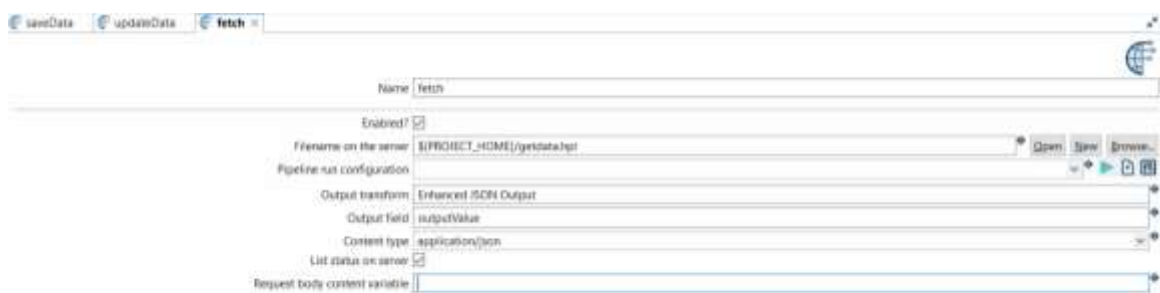 saveData updateData fetch
Name fetch
Enabled?
Filename on the server ${PROJECT_HOME}/getdata.hpl Open New Browse...
Pipeline run configuration
Output transform Enhanced JSON Output
Output field outputValue
Content type application/json
List status on server
Request body content variable